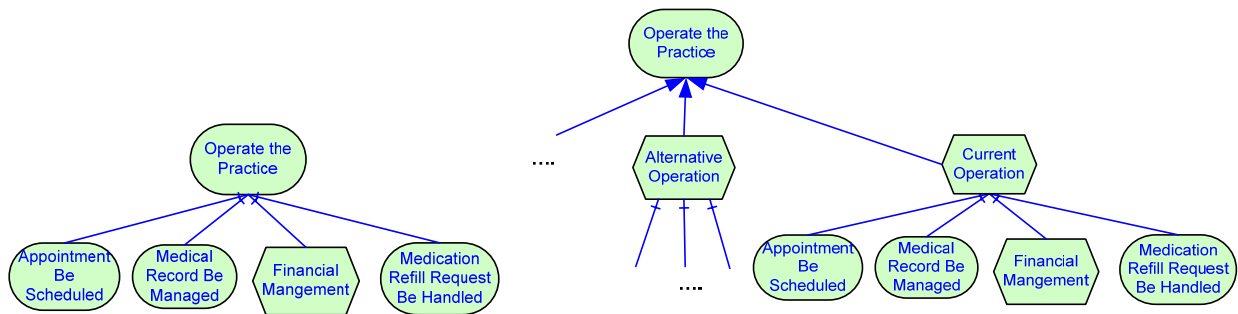 Operate the
Practice
Operate the
Practice
....
Alternative
Operation
Current
Operation
Appointment
Be
Scheduled
Medical
Record Be
Managed
Financial
Mangement
Medication
Refill Request
Be Handled
....
Appointment
Be
Scheduled
Medical
Record Be
Managed
Financial
Mangement
Medication
Refill Request
Be Handled